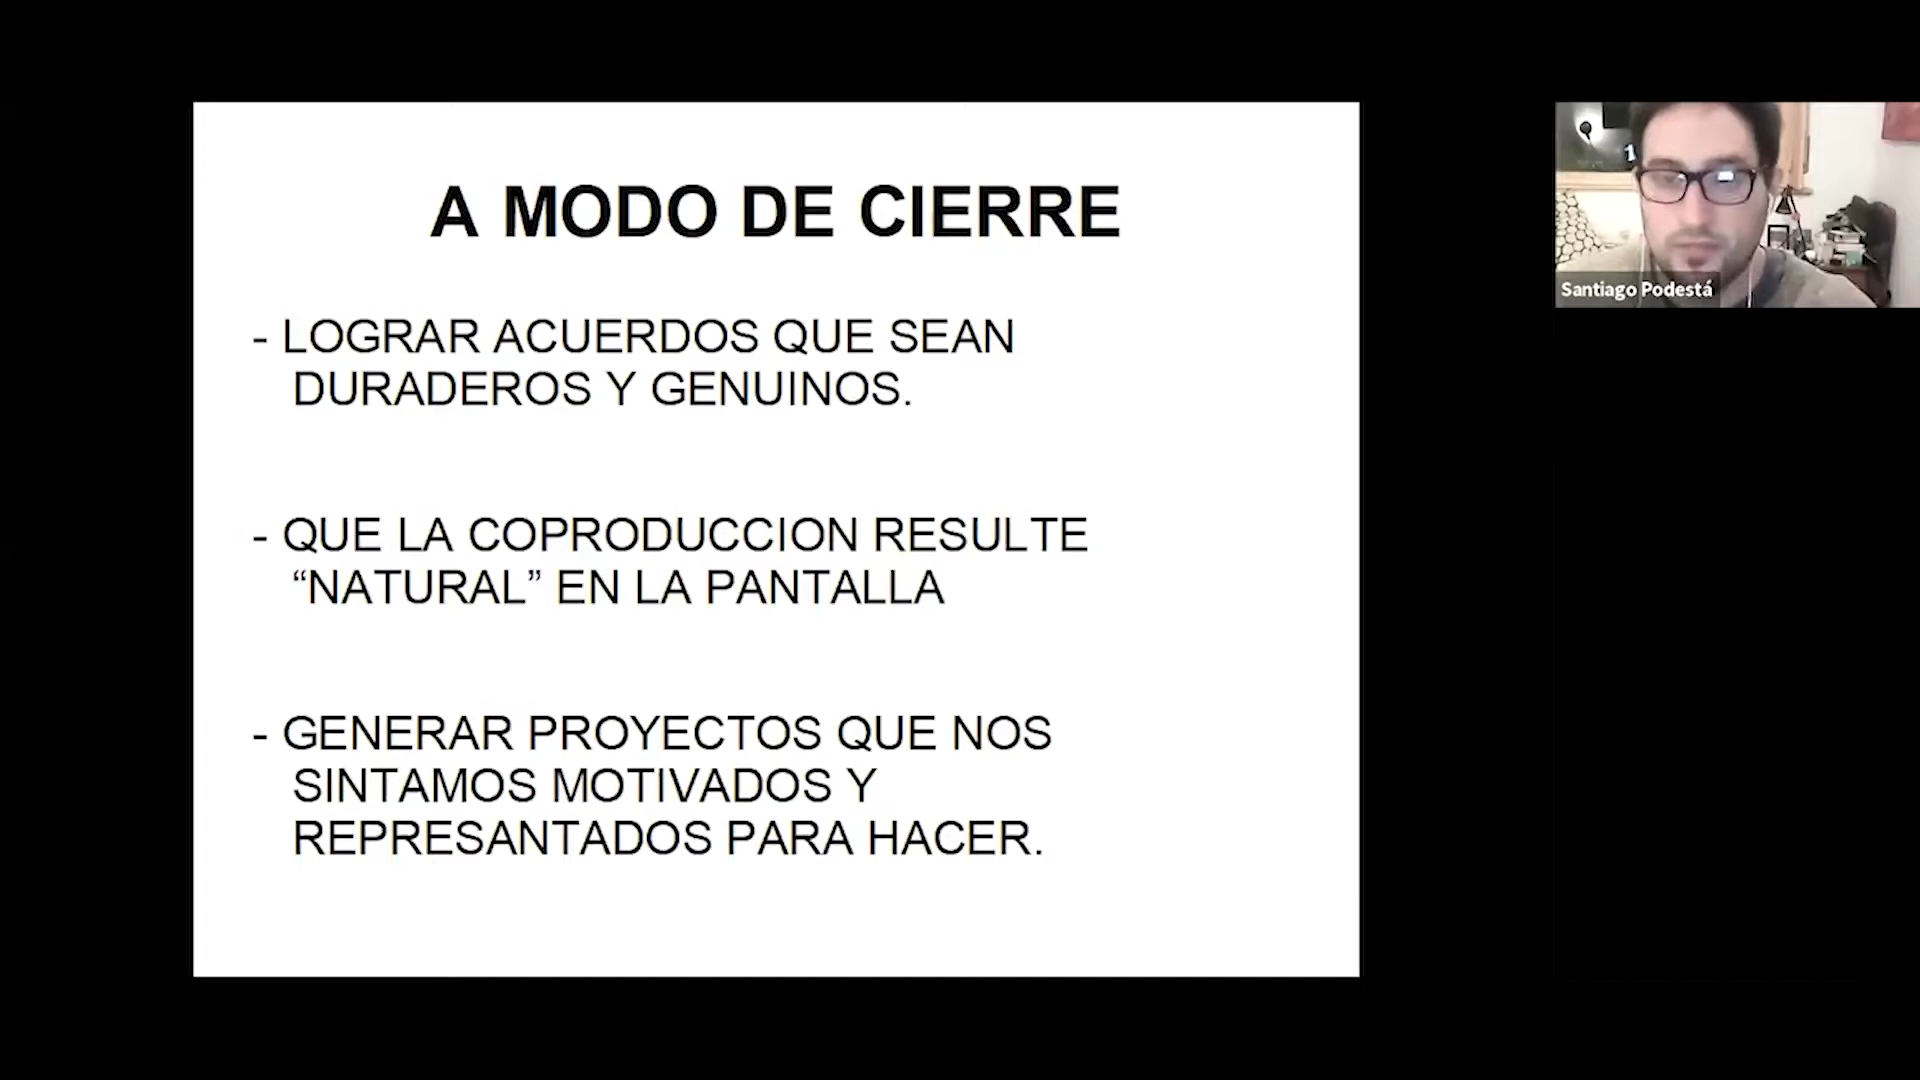 A MODO DE CIERRE
- LOGRAR ACUERDOS QUE SEAN
DURADEROS Y GENUINOS.
- QUE LA COPRODUCCION RESULTE
“NATURAL” EN LA PANTALLA
- GENERAR PROYECTOS QUE NOS
SINTAMOS MOTIVADOS Y
REPRESANTADOS PARA HACER.
Santiago Podestá